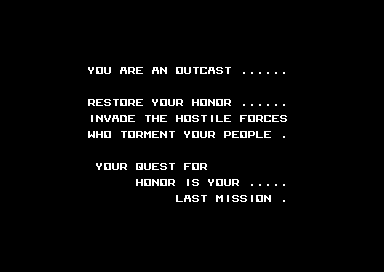 YOU ARE AN OUTCAST ......
RESTORE YOUR HONOR ......
INVADE THE HOSTILE FORCES
WHO TORMENT YOUR PEOPLE .
YOUR QUEST FOR
HONOR IS YOUR .....
LAST MISSION .